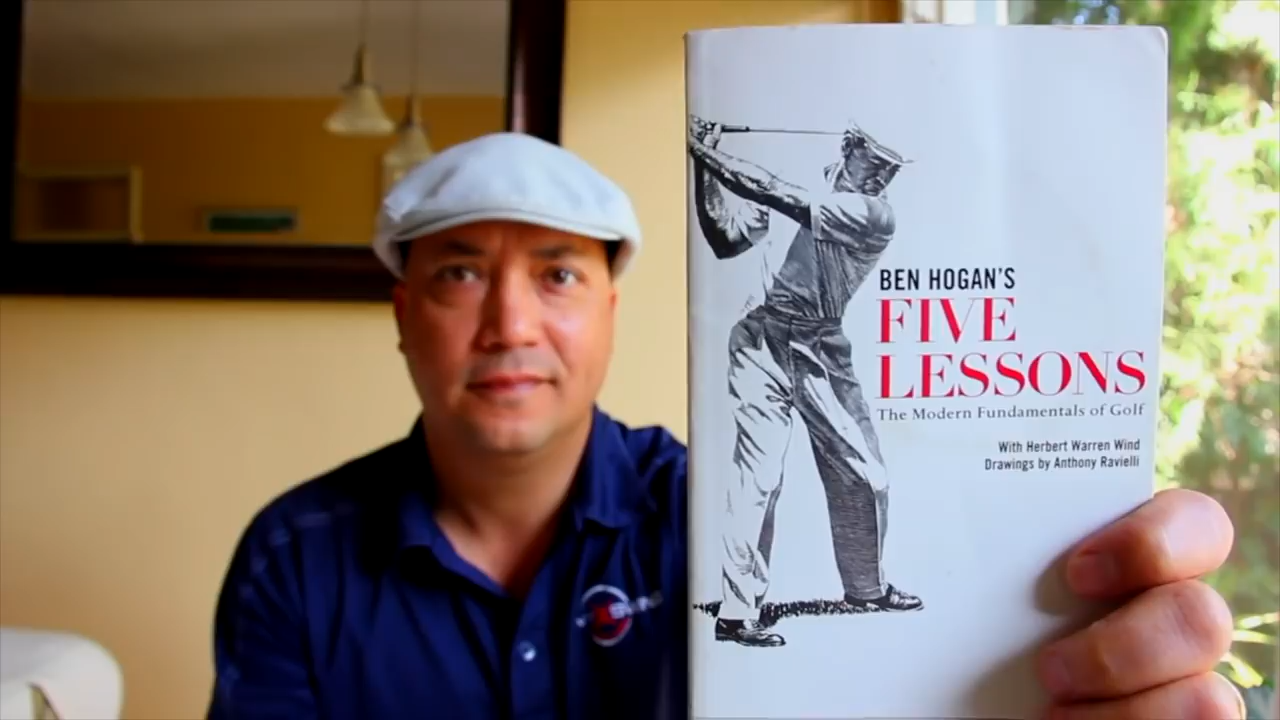 BEN HOGAN'S
FIVE
LESSONS
The Modern Fundamentals of Golf
With Herbert Warren Wind
Drawings by Anthony Ravielli